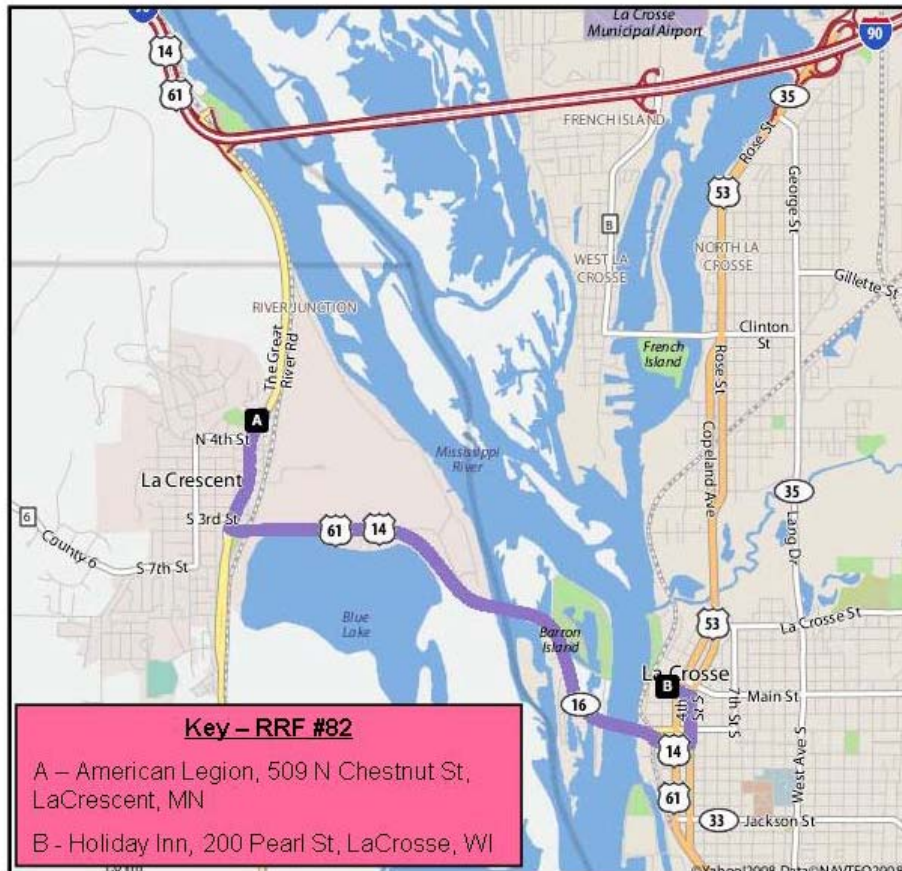 La Crosse
Municipal Airport
90
14
61
35
FRENCH ISLAND
Rose St
George St
53
B
WEST LA
CROSSE
NORTH LA
CROSSE
Gillette St
RIVER JUNCTION
Clinton
St
French
Island
Rose St
The Great
River Rd
A
N 4th St
Copeland Ave
Mississippi
River
La Crescent
35
Lang Dr
6
S 3rd St
61
14
County 6
S 7th St
Blue
Lake
Barron
Island
53
La Crosse St
La Crosse
B
Main St
4th
St S
7th St S
16
14
West Ave S
61
33
Jackson St
Key – RRF #82
A – American Legion, 509 N Chestnut St,
LaCrescent, MN
B - Holiday Inn, 200 Pearl St, LaCrosse, WI
©Yahoo!2008 Data©NAVTEQ2008